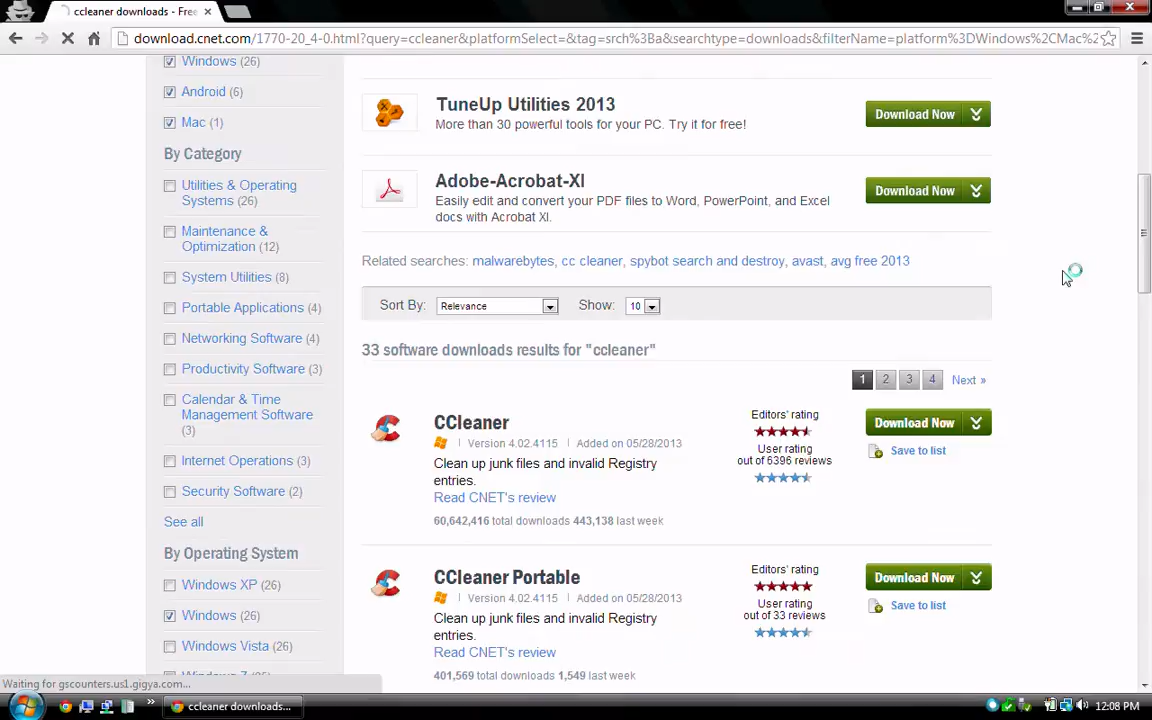 ccleaner downloads - Free
download.cnet.com/1770-20_4-0.html?query=ccleaner&platformSelect=&tag=srch%3Ba&searchtype=downloads&filterName=platform%3DWindows%2CMac%2C
Windows (26)
Android (6)
Mac (1)
By Category
Utilities & Operating
Systems (26)
Maintenance &
Optimization (12)
System Utilities (8)
Portable Applications (4)
Networking Software (4)
Productivity Software (3)
Calendar & Time
Management Software
(3)
Internet Operations (3)
Security Software (2)
See all
By Operating System
Windows XP (26)
Windows (26)
Windows Vista (26)
TuneUp Utilities 2013
More than 30 powerful tools for your PC. Try it for free!
Download Now
Adobe-Acrobat-XI
Easily edit and convert your PDF files to Word, PowerPoint, and Excel
docs with Acrobat XI.
Download Now
Related searches: malwarebytes, cc cleaner, spybot search and destroy, avast, avg free 2013
Sort By: Relevance Show: 10
33 software downloads results for "ccleaner"
1 2 3 4 Next »
CCleaner
Version 4.02.4115 | Added on 05/28/2013
Clean up junk files and invalid Registry
entries.
Read CNET's review
60,642,416 total downloads 443,138 last week
Editors' rating
User rating
out of 6396 reviews
Download Now
Save to list
CCleaner Portable
Version 4.02.4115 | Added on 05/28/2013
Clean up junk files and invalid Registry
entries.
Read CNET's review
401,569 total downloads 1,549 last week
Editors' rating
User rating
out of 33 reviews
Download Now
Save to list
Waiting for gscounters.us1.gigya.com...
ccleaner downloads...
12:08 PM